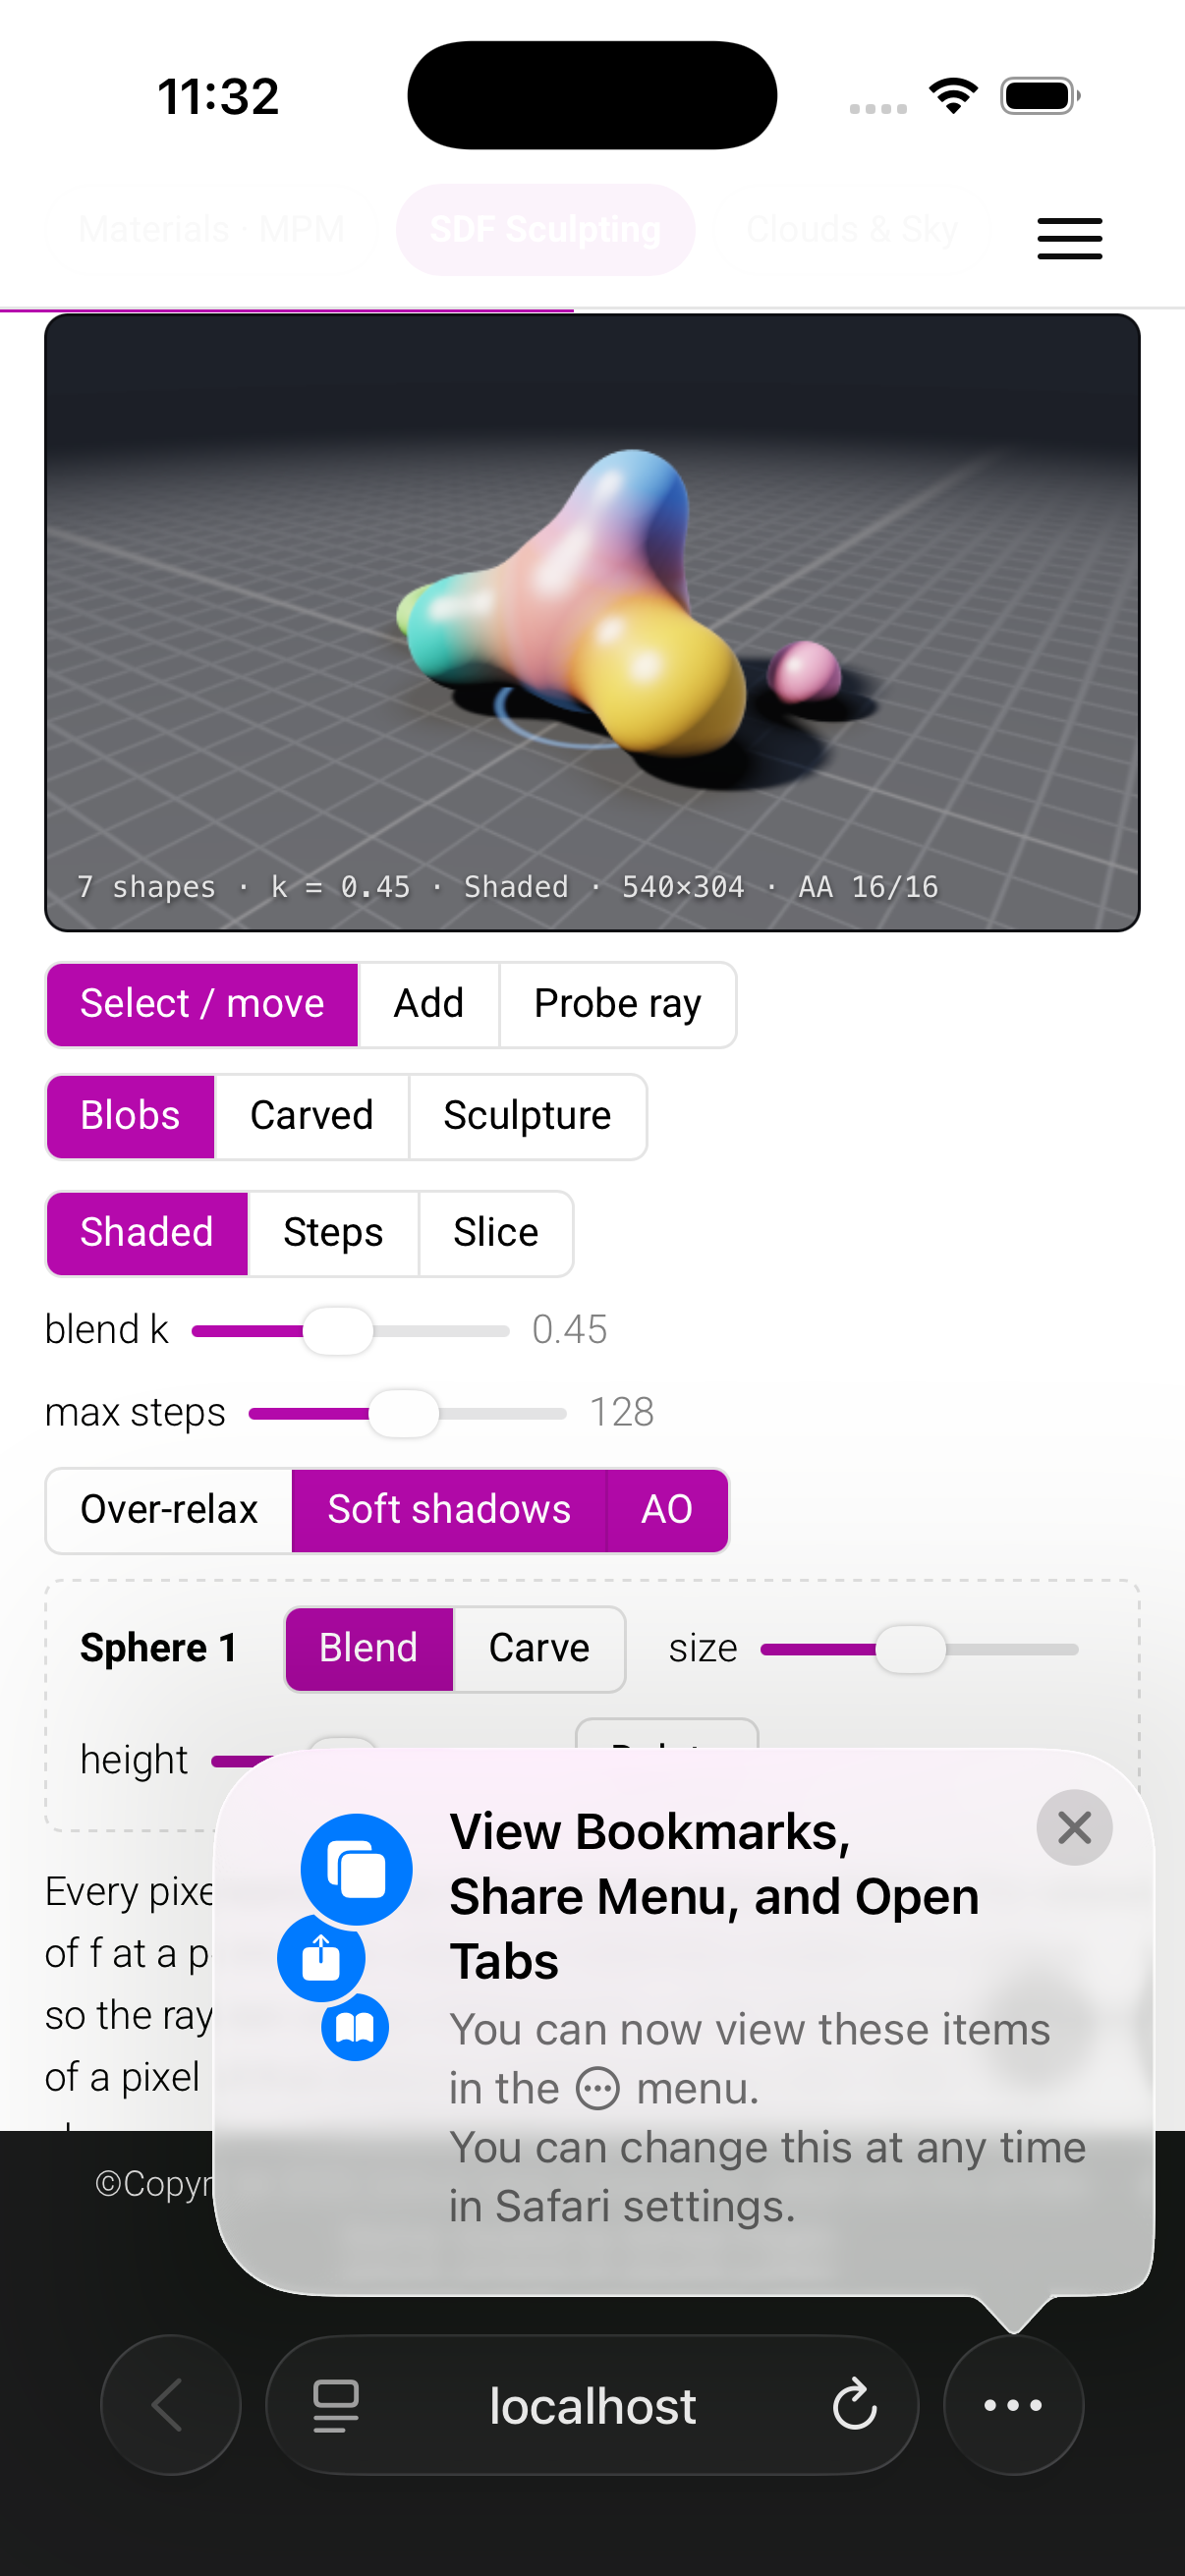 11:32
Materials · MPM SDF Sculpting Clouds & Sky
7 shapes · k = 0.45 · Shaded · 540×304 · AA 16/16
Select / move Add Probe ray
Blobs Carved Sculpture
Shaded Steps Slice
blend k 0.45
max steps 128
Over-relax Soft shadows AO
Sphere 1 Blend Carve size
height
Every
of f at a
so the ray
of a pixel
View Bookmarks,
Share Menu, and Open
Tabs
You can now view these items
in the menu.
You can change this at any time
in Safari settings.
localhost